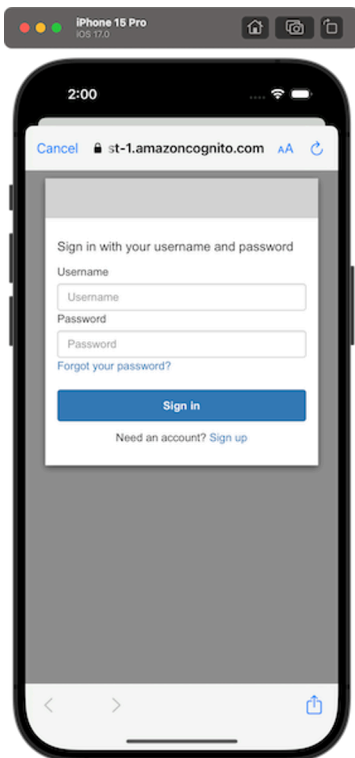 iPhone 15 Pro
iOS 17.0
2:00
Cancel st-1.amazoncognito.com AA
Sign in with your username and password
Username
Username
Password
Password
Forgot your password?
Sign in
Need an account? Sign up